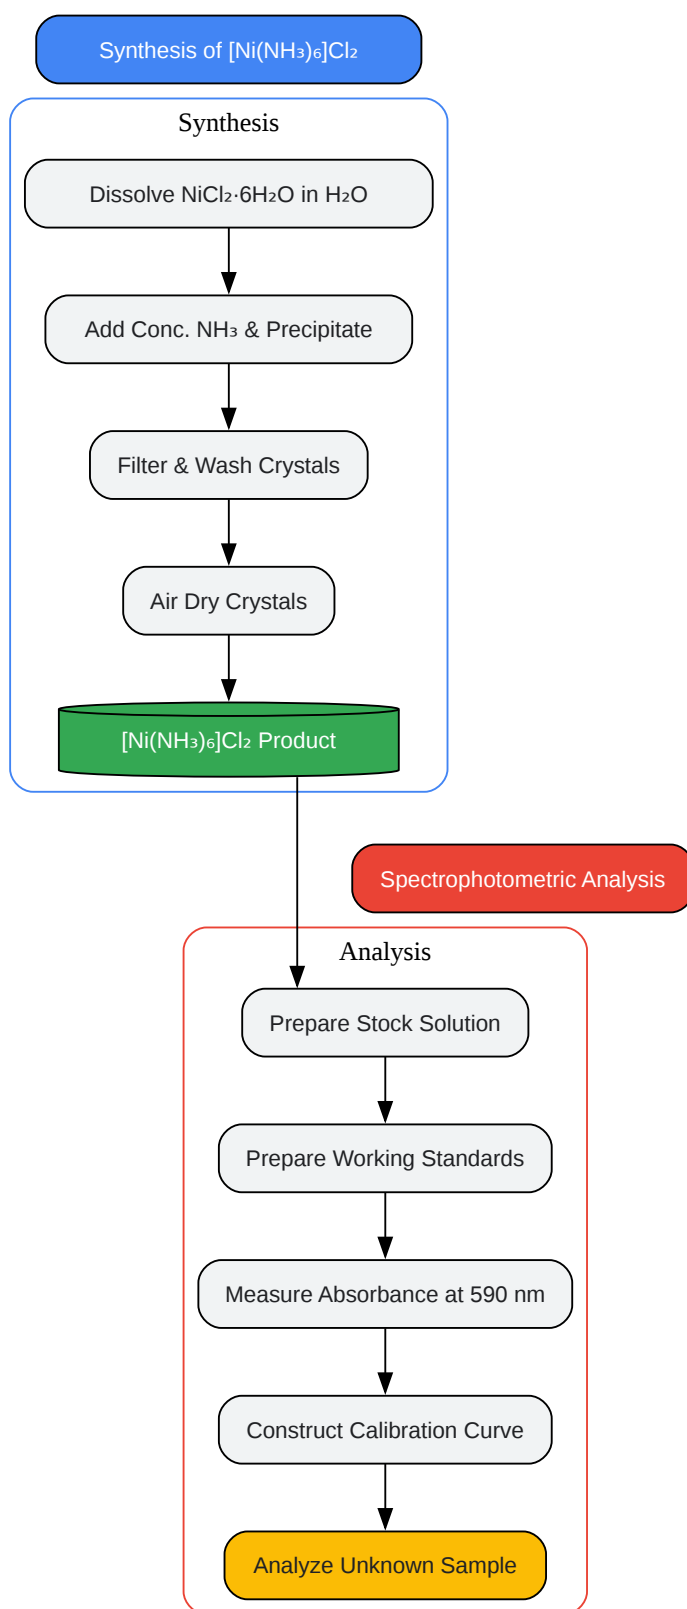 Synthesis of [Ni(NH₃)₆]Cl₂
Synthesis
Dissolve NiCl₂·6H₂O in H₂O
Add Conc. NH₃ & Precipitate
Filter & Wash Crystals
Air Dry Crystals
[Ni(NH₃)₆]Cl₂ Product
Spectrophotometric Analysis
Analysis
Prepare Stock Solution
Prepare Working Standards
Measure Absorbance at 590 nm
Construct Calibration Curve
Analyze Unknown Sample